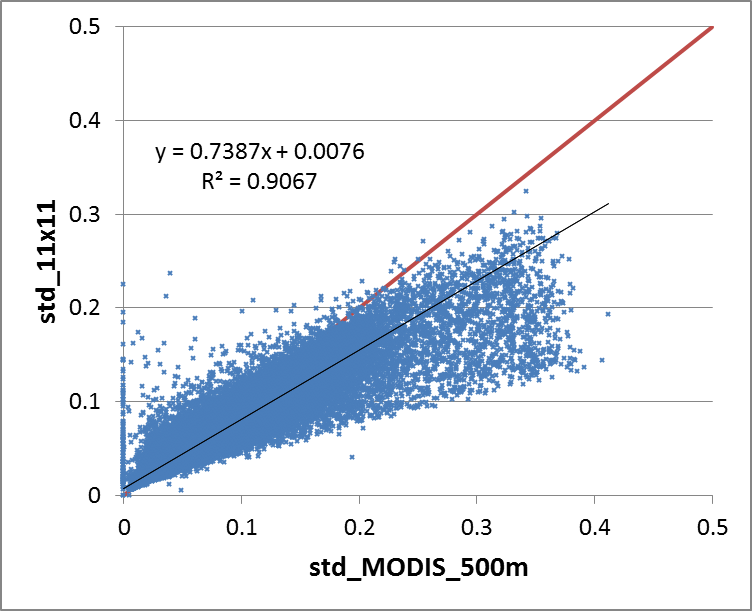 0.5
0.4
0.3
0.2
0.1
0
std_11x11
y = 0.7387x + 0.0076
R² = 0.9067
0 0.1 0.2 0.3 0.4 0.5
std_MODIS_500m